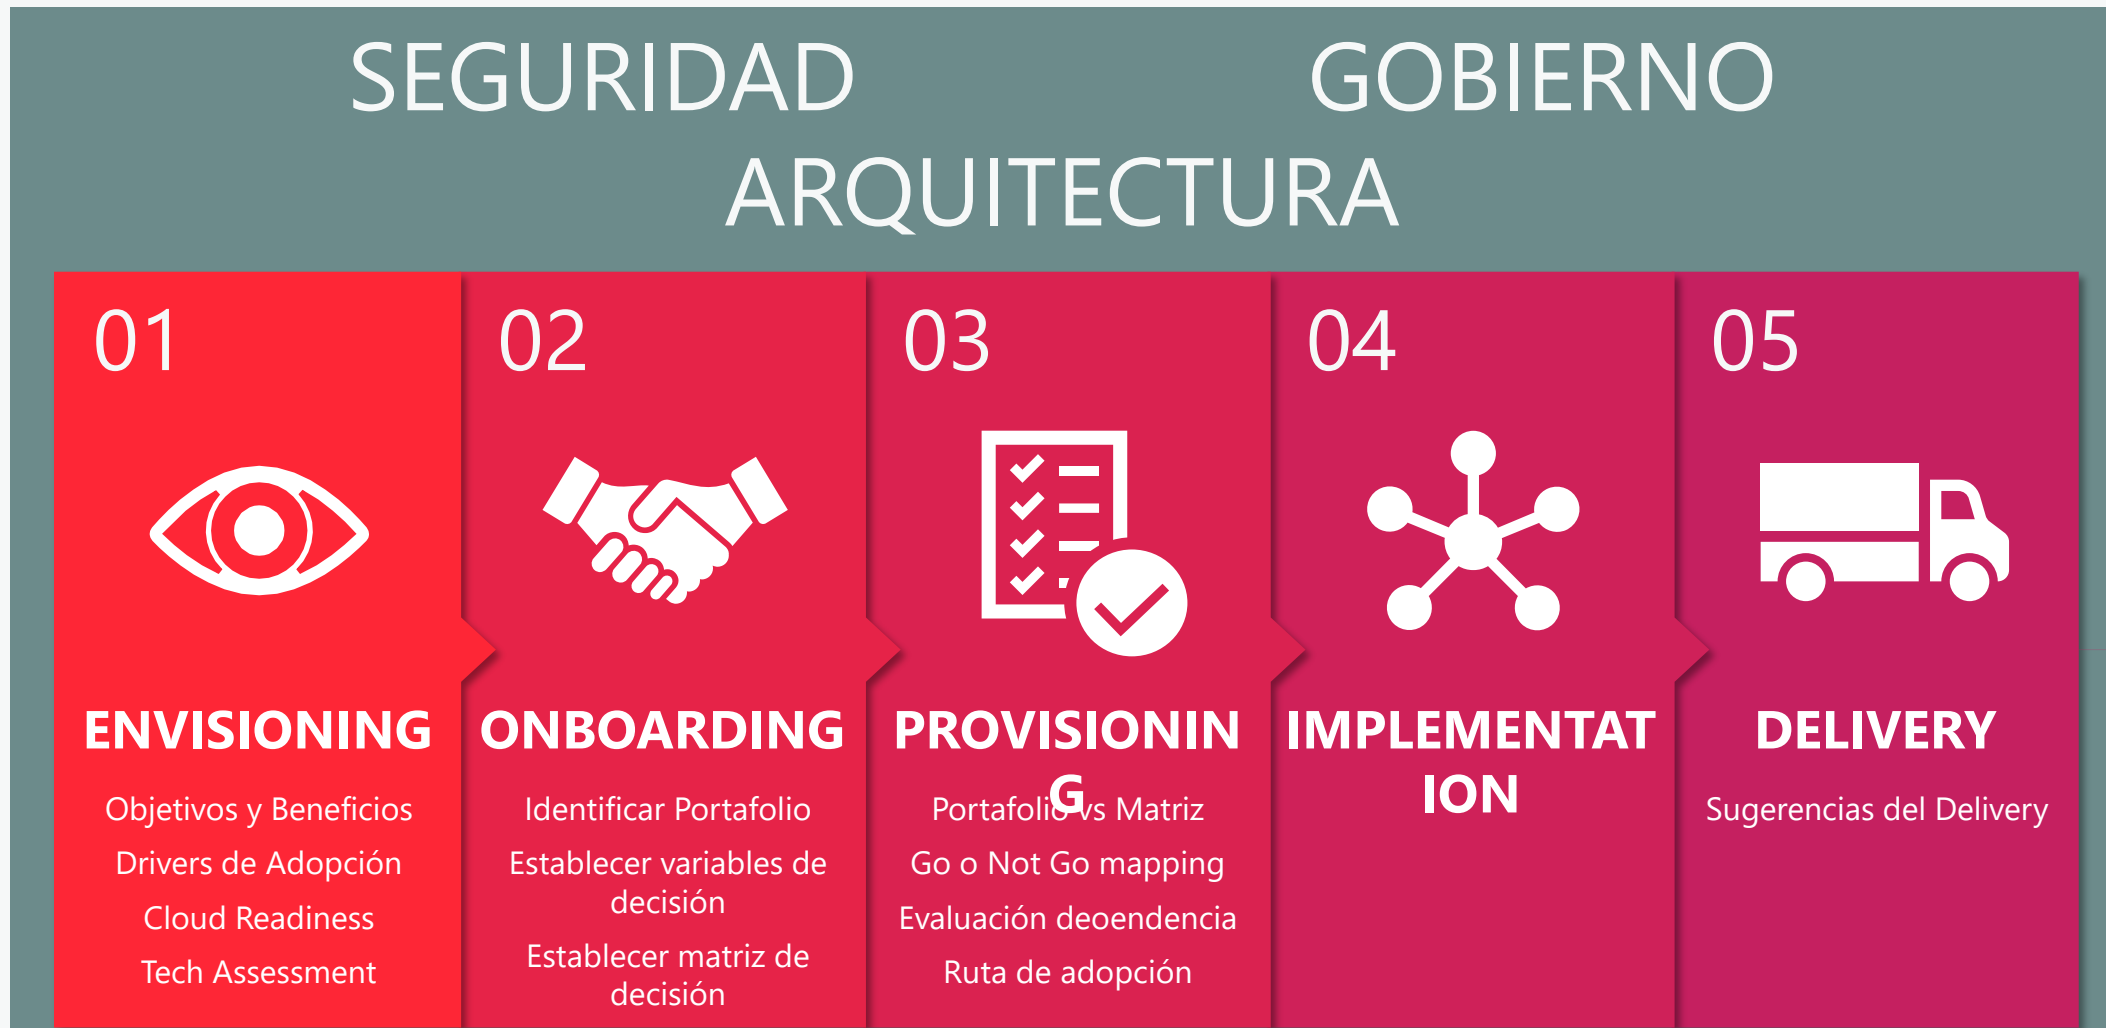 SEGURIDAD GOBIERNO
ARQUITECTURA
01
ENVISIONING
Objetivos y Beneficios
Drivers de Adopción
Cloud Readiness
Tech Assessment
02
ONBOARDING
Identificar Portafolio
Establecer variables de
decisión
Establecer matriz de
decisión
03
PROVISIONIN
G
Portafolio vs Matriz
Go o Not Go mapping
Evaluación deoendencia
Ruta de adopción
04
IMPLEMENTAT
ION
05
DELIVERY
Sugerencias del Delivery